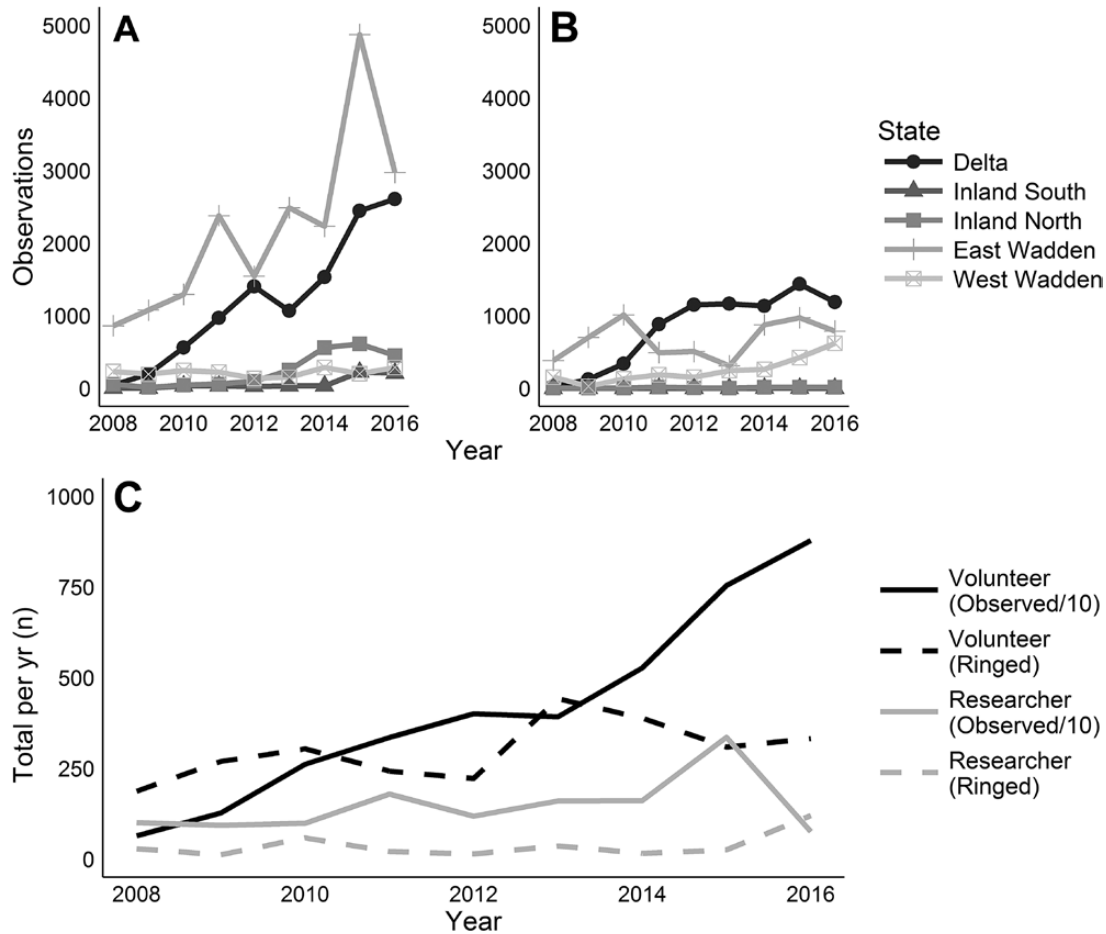 A
B
5000
4000
3000
2000
1000
0
Observations
2008 2010 2012 2014 2016
5000
4000
3000
2000
1000
0
2008 2010 2012 2014 2016
Year
State
Delta
Inland South
Inland North
East Wadden
West Wadden
C
1000
750
500
250
0
Total per yr (n)
2008 2010 2012 2014 2016
Year
Volunteer
(Observed/10)
Volunteer
(Ringed)
Researcher
(Observed/10)
Researcher
(Ringed)